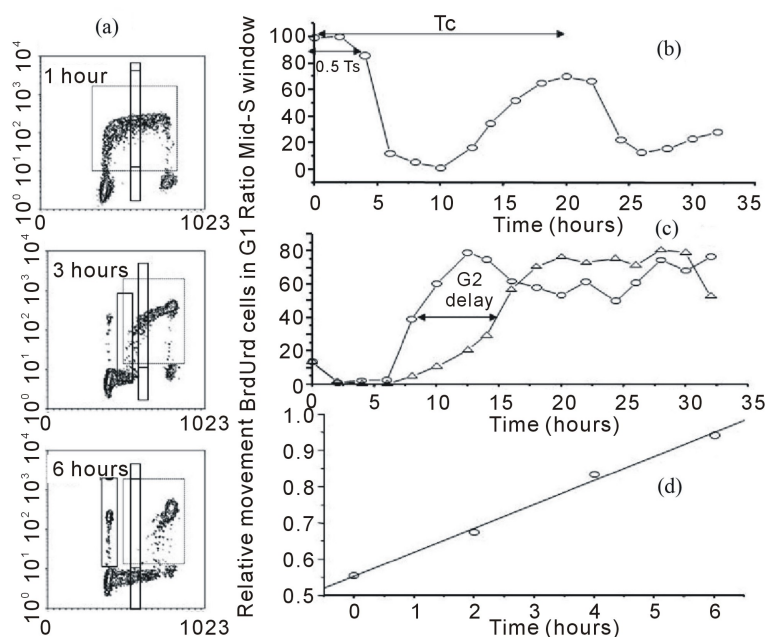 (a)
1 hour
10^0 10^1 10^2 10^3 10^4
0 1023
3 hours
10^0 10^1 10^2 10^3 10^4
0 1023
6 hours
10^0 10^1 10^2 10^3 10^4
0 1023
Relative movement BrdUrd cells in G1 Ratio Mid-S window
Tc
(b)
0.5 Ts
100
80
60
40
20
0
0 5 10 15 20 25 30 35
Time (hours)
(c)
G2
delay
80
60
40
20
0
0 5 10 15 20 25 30 35
Time (hours)
(d)
1.0
0.9
0.8
0.7
0.6
0.5
0 1 2 3 4 5 6
Time (hours)